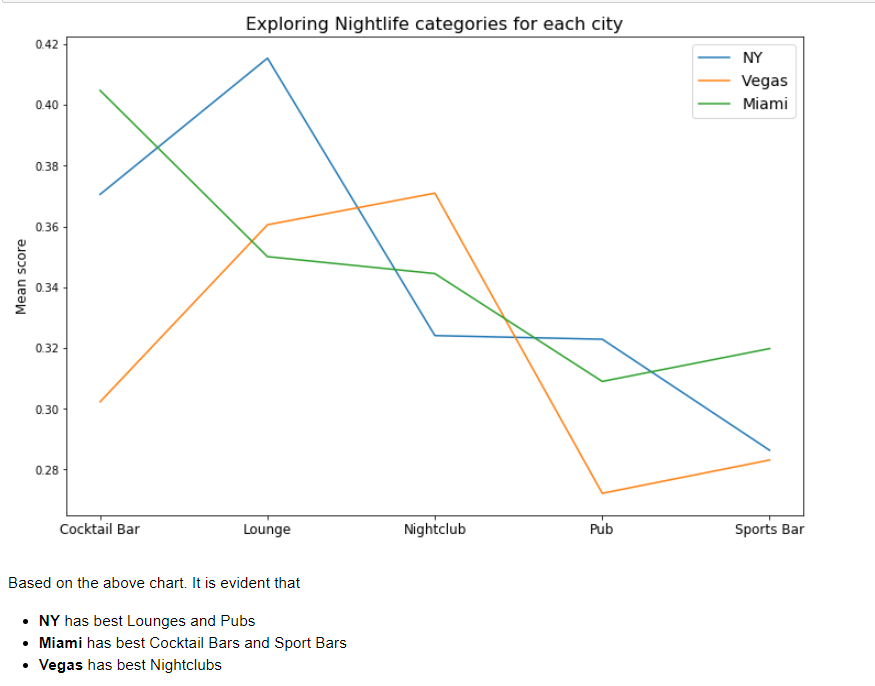 Exploring Nightlife categories for each city
NY
Vegas
Miami
0.42
0.40
0.38
0.36
0.34
0.32
0.30
0.28
Mean score
Cocktail Bar Lounge Nightclub Pub Sports Bar
Based on the above chart. It is evident that
• NY has best Lounges and Pubs
• Miami has best Cocktail Bars and Sport Bars
• Vegas has best Nightclubs